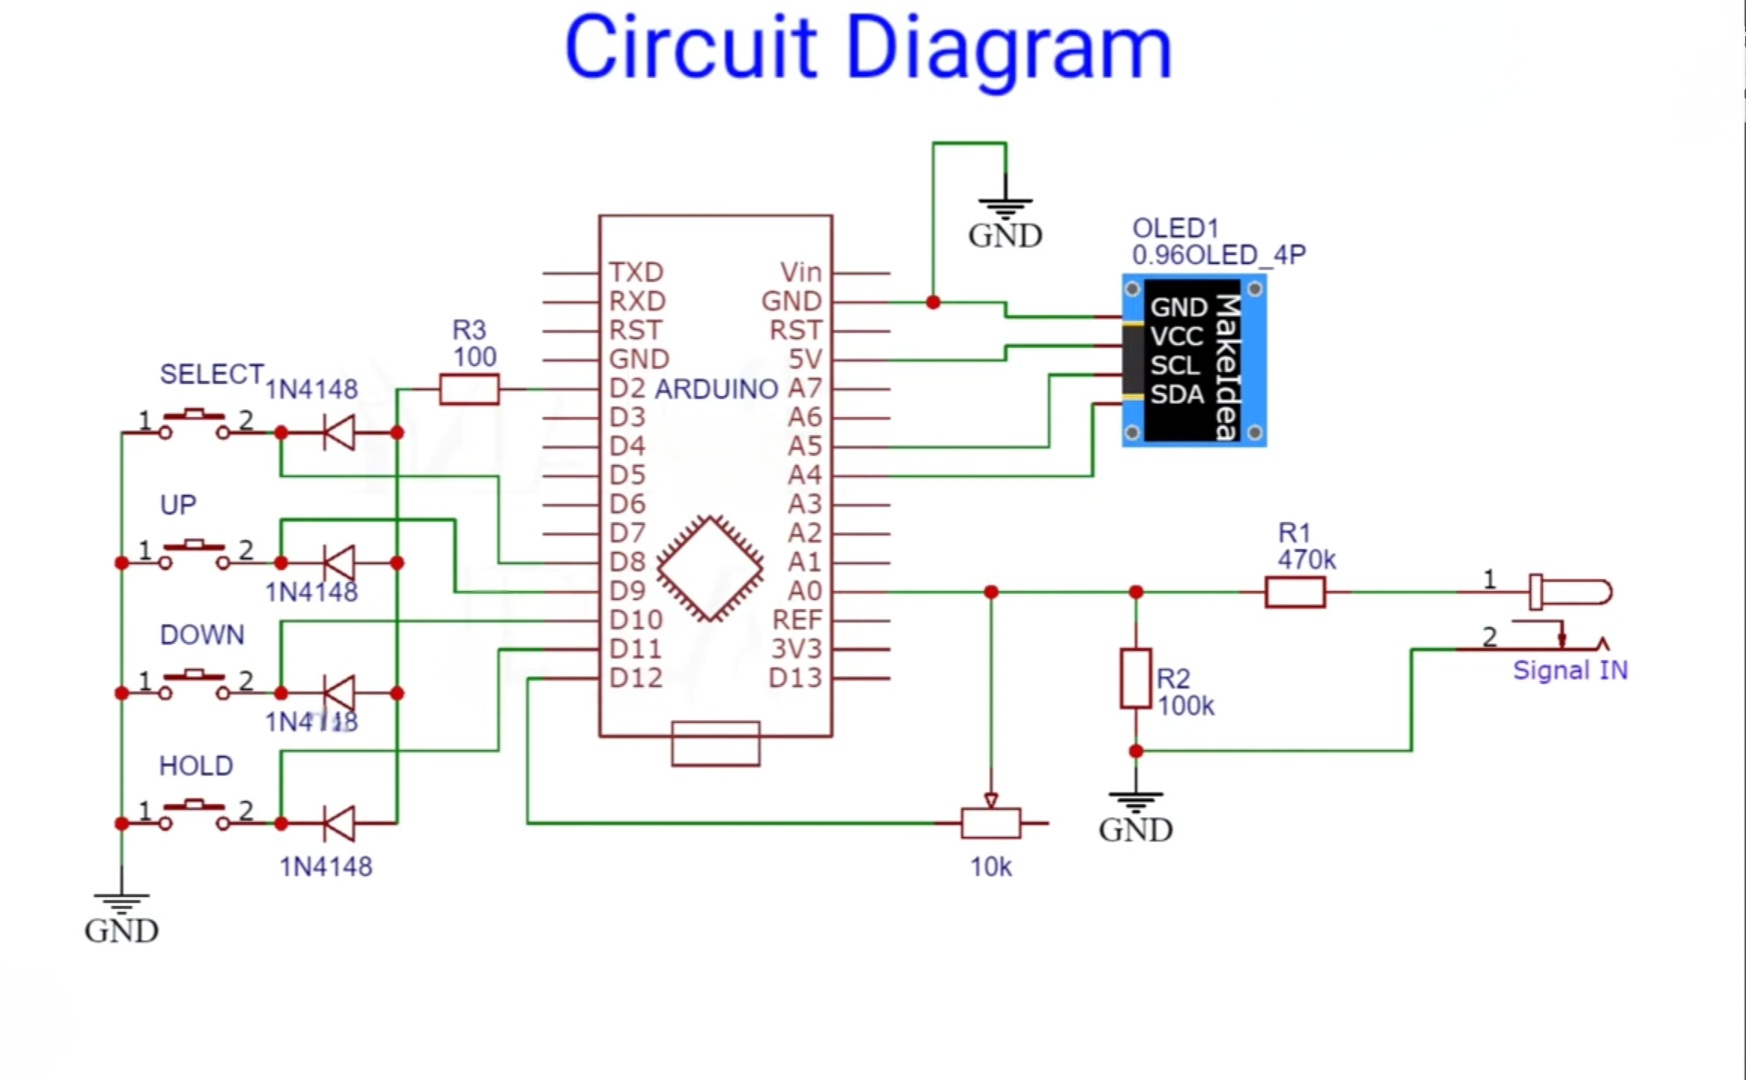 Circuit Diagram
GND
OLED1
0.96OLED_4P
GND
VCC
SCL
SDA
MakeIdea
TXD
RXD
RST
GND
D2
D3
D4
D5
D6
D7
D8
D9
D10
D11
D12
ARDUINO
Vin
GND
RST
5V
A7
A6
A5
A4
A3
A2
A1
A0
REF
3V3
D13
R3
100
SELECT
1N4148
1 2
UP
1 2
1N4148
DOWN
1 2
HOLD
1 2
1N4148
GND
R1
470k
1
2
Signal IN
R2
100k
GND
10k